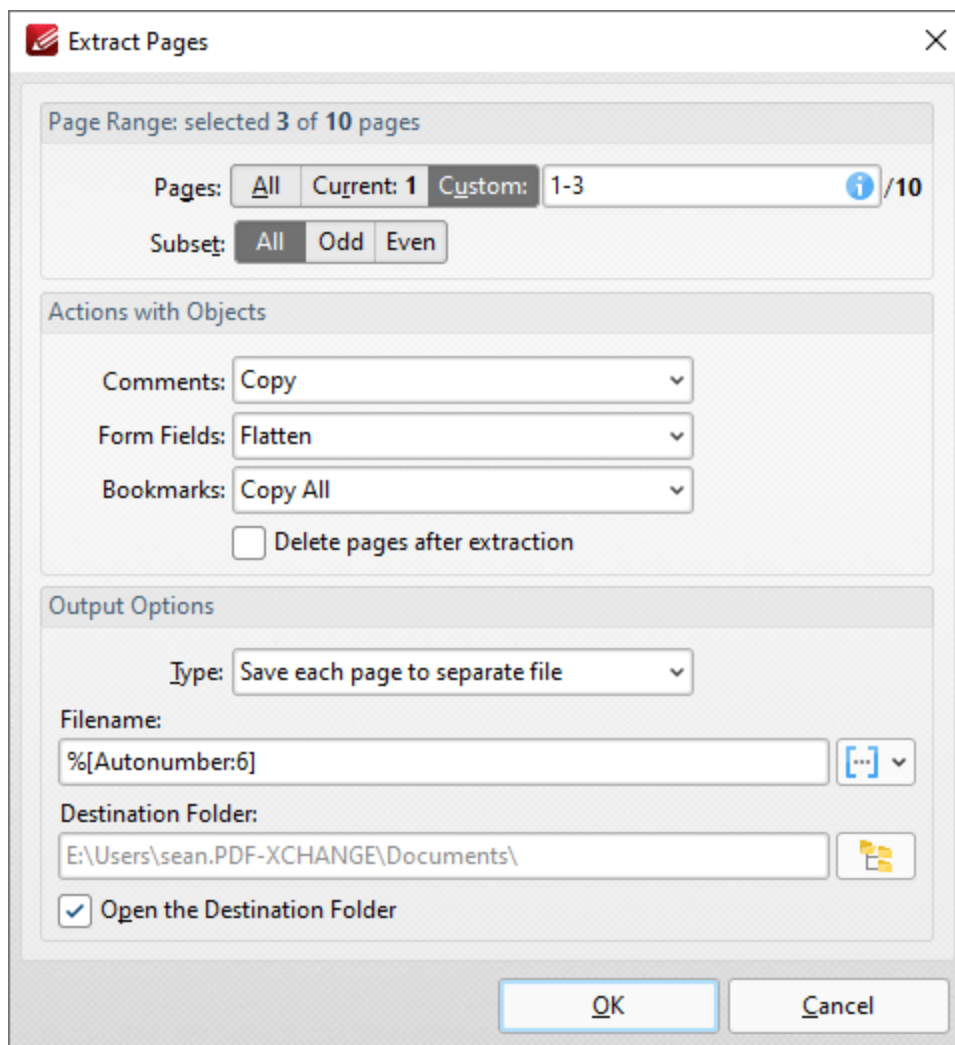 Extract Pages
Page Range: selected 3 of 10 pages
Pages: All Current: 1 Custom: 1-3 /10
Subset: All Odd Even
Actions with Objects
Comments: Copy
Form Fields: Flatten
Bookmarks: Copy All
Delete pages after extraction
Output Options
Type: Save each page to separate file
Filename:
%[Autonumber:6]
Destination Folder:
E:\Users\sean.PDF-XCHANGE\Documents\
Open the Destination Folder
OK Cancel